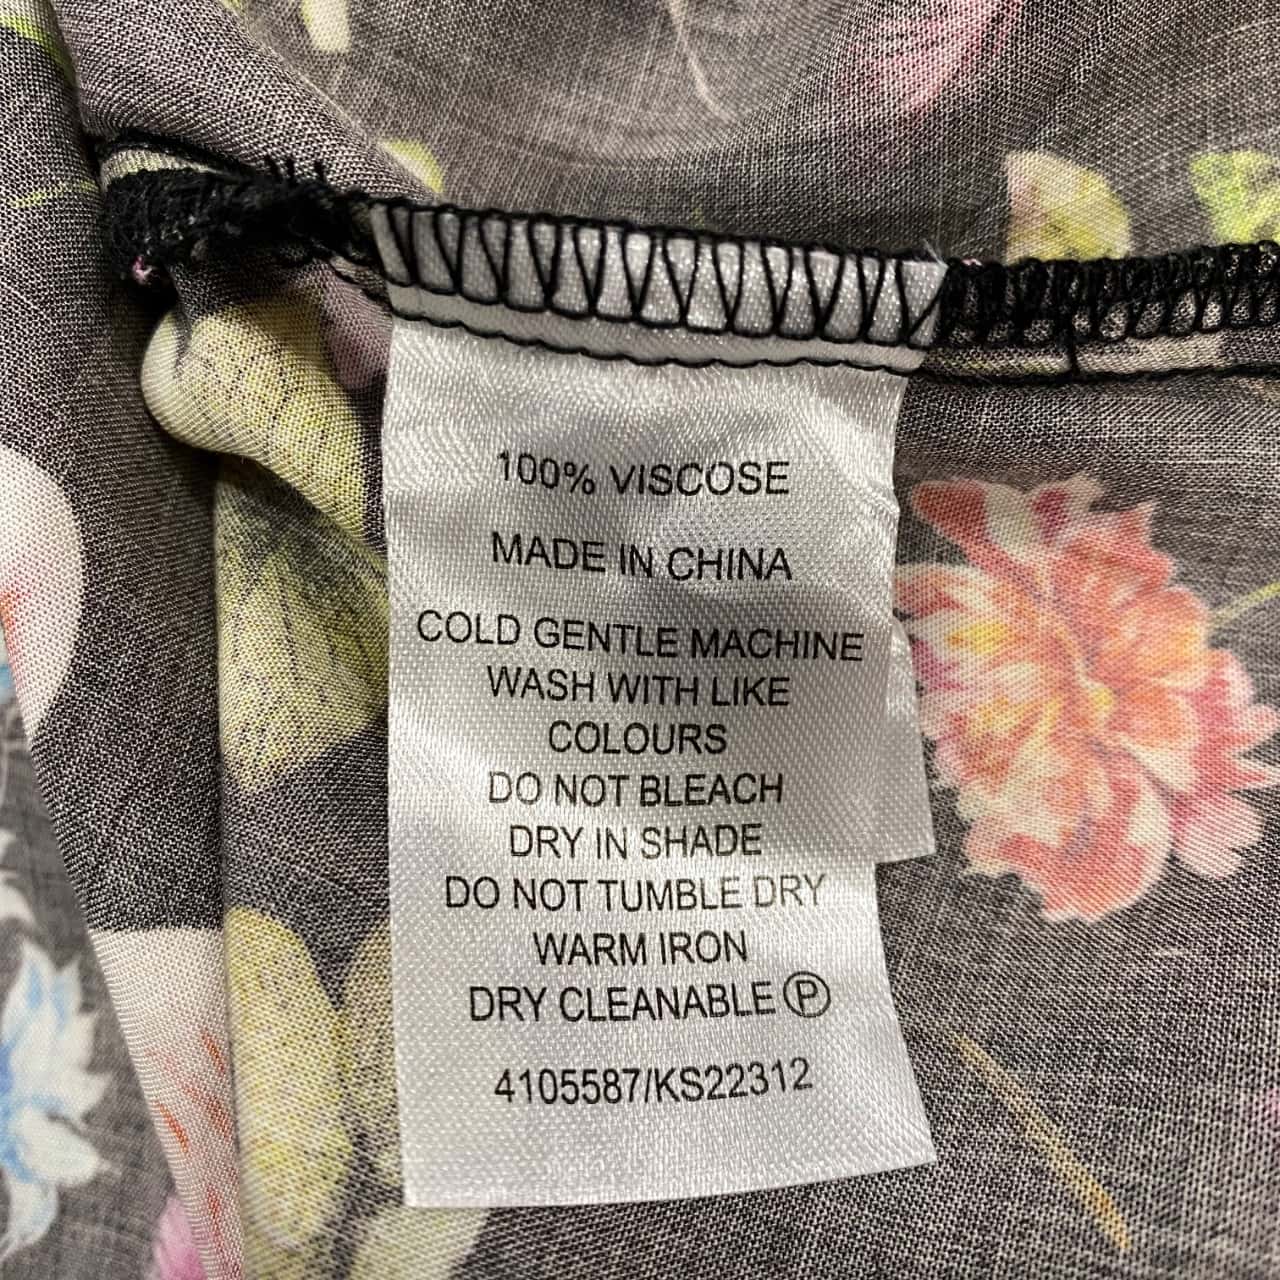 100% VISCOSE
MADE IN CHINA
COLD GENTLE MACHINE
WASH WITH LIKE
COLOURS
DO NOT BLEACH
DRY IN SHADE
DO NOT TUMBLE DRY
WARM IRON
DRY CLEANABLE Ⓟ
4105587/KS22312